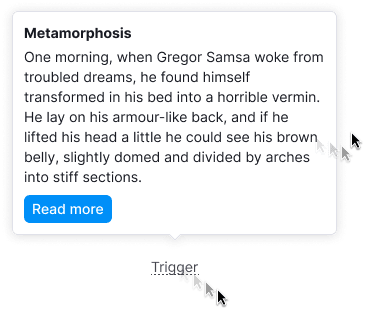 Metamorphosis
One morning, when Gregor Samsa woke from
troubled dreams, he found himself
transformed in his bed into a horrible vermin.
He lay on his armour-like back, and if he
lifted his head a little he could see his brown
belly, slightly domed and divided by arches
into stiff sections.
Read more
Trigger